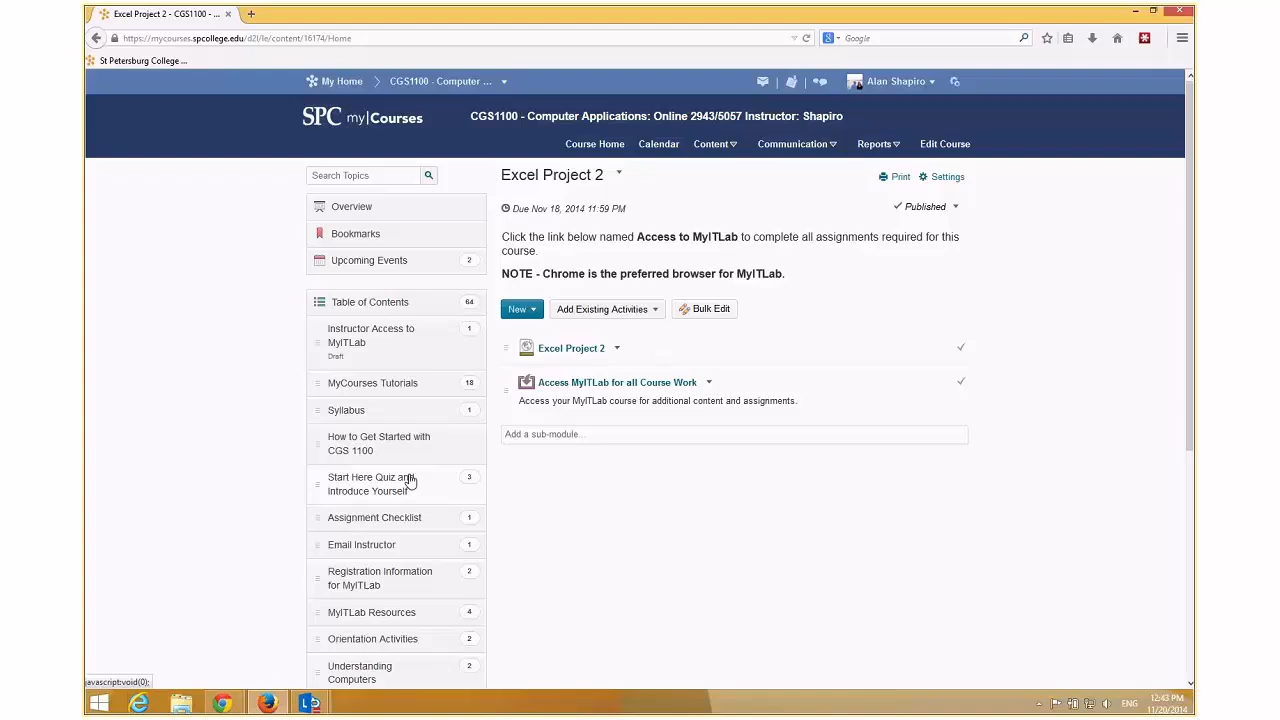 Excel Project 2 - CGS1100 - ...
https://mycourses.spcollege.edu/d2l/le/content/16174/Home
Google
St Petersburg College ...
My Home
CGS1100 - Computer ...
Alan Shapiro
SPC my|Courses
CGS1100 - Computer Applications: Online 2943/5057 Instructor: Shapiro
Course Home
Calendar
Content
Communication
Reports
Edit Course
Search Topics
Overview
Bookmarks
Upcoming Events 2
Table of Contents 64
Instructor Access to 1
MyITLab
Draft
MyCourses Tutorials 18
Syllabus 1
How to Get Started with
CGS 1100
Start Here Quiz and 3
Introduce Yourself
Assignment Checklist 1
Email Instructor 1
Registration Information 2
for MyITLab
MyITLab Resources 4
Orientation Activities 2
Understanding 2
Computers
Excel Project 2
Print
Settings
Due Nov 18, 2014 11:59 PM
Published
Click the link below named Access to MyITLab to complete all assignments required for this
course.
NOTE - Chrome is the preferred browser for MyITLab.
New
Add Existing Activities
Bulk Edit
Excel Project 2
Access MyITLab for all Course Work
Access your MyITLab course for additional content and assignments.
Add a sub-module...
javascript:void(0);
ENG
12:43 PM
11/20/2014